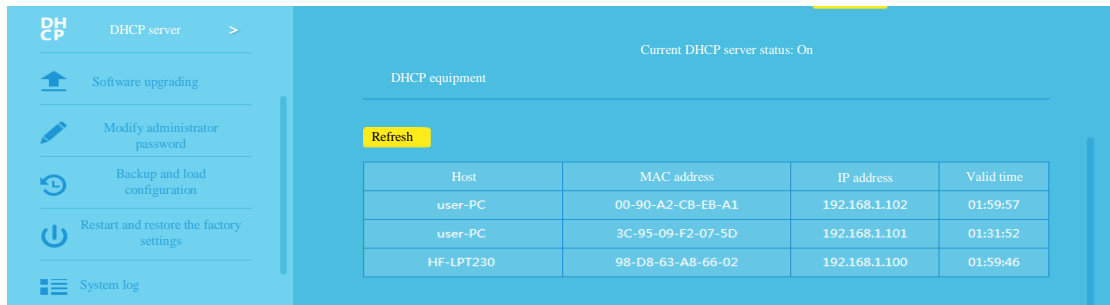 DH
CP
DHCP server >
Software upgrading
Modify administrator
password
Backup and load
configuration
Restart and restore the factory
settings
System log
Current DHCP server status: On
DHCP equipment
Refresh
Host MAC address IP address Valid time
user-PC 00-90-A2-CB-EB-A1 192.168.1.102 01:59:57
user-PC 3C-95-09-F2-07-5D 192.168.1.101 01:31:52
HF-LPT230 98-D8-63-A8-66-02 192.168.1.100 01:59:46